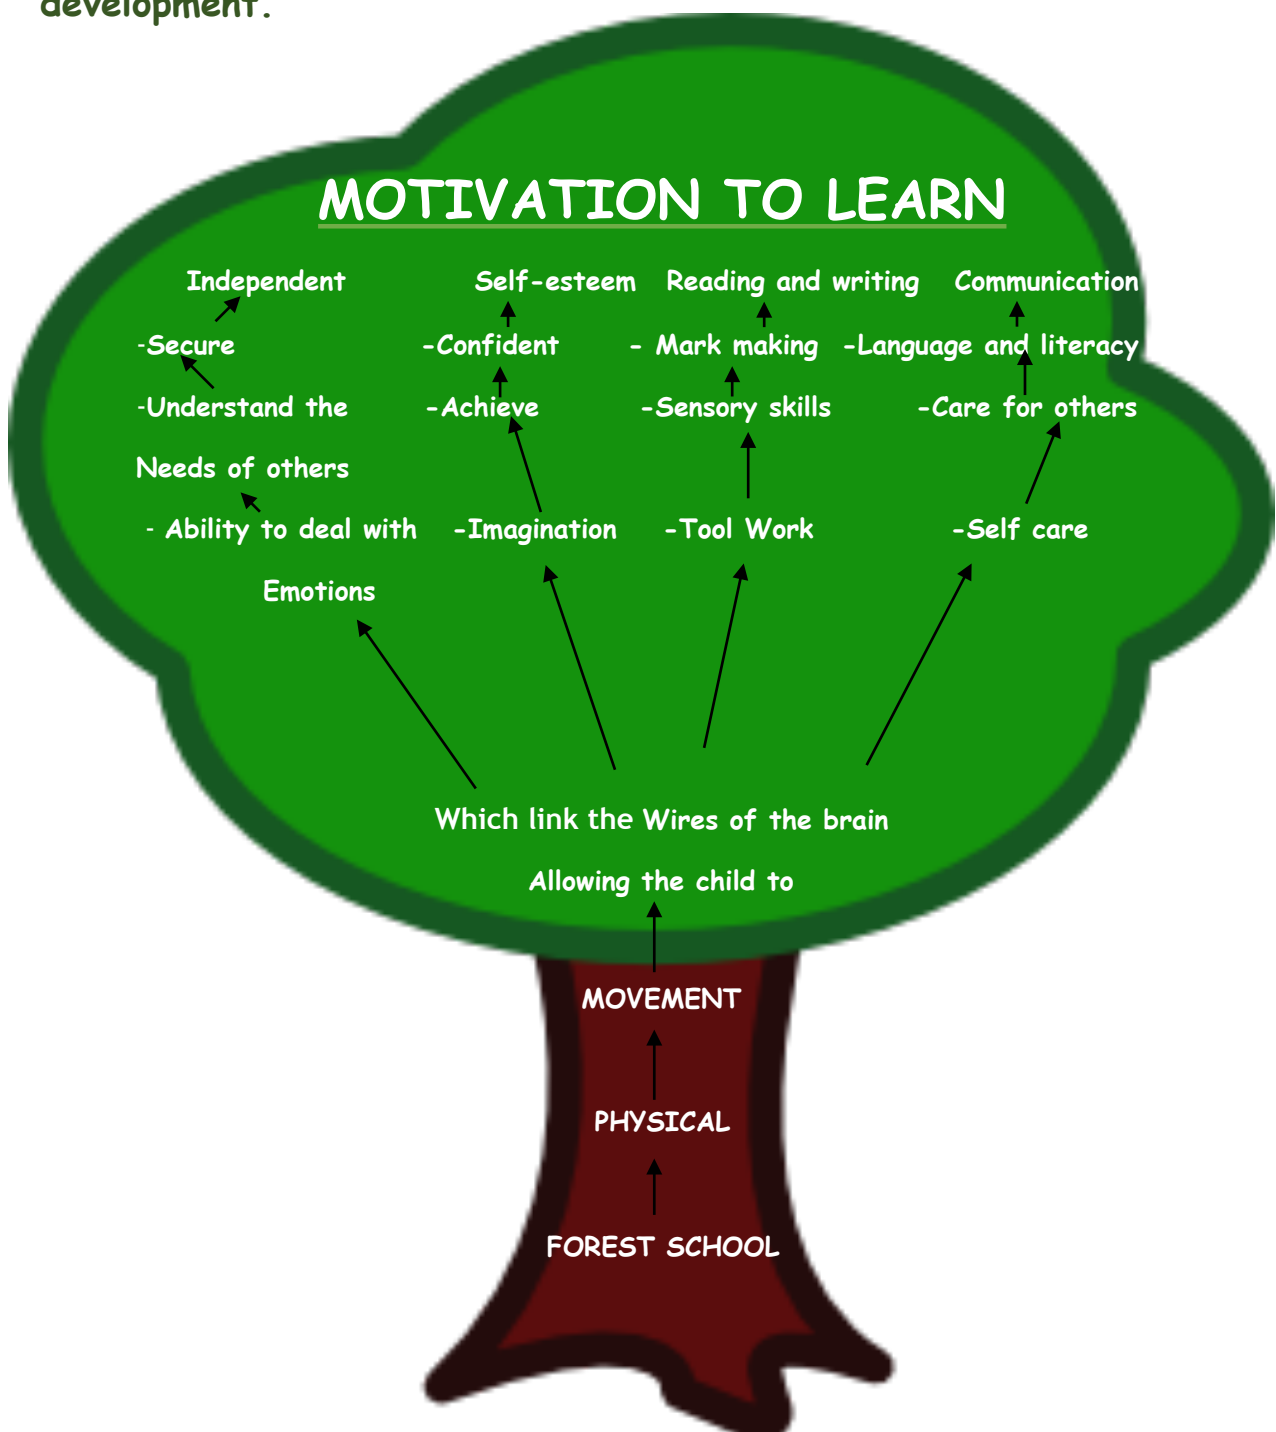 development.
MOTIVATION TO LEARN
Independent Self-esteem Reading and writing Communication
-Secure -Confident - Mark making -Language and literacy
-Understand the -Achieve -Sensory skills -Care for others
Needs of others
- Ability to deal with -Imagination -Tool Work -Self care
Emotions
Which link the Wires of the brain
Allowing the child to
MOVEMENT
PHYSICAL
FOREST SCHOOL